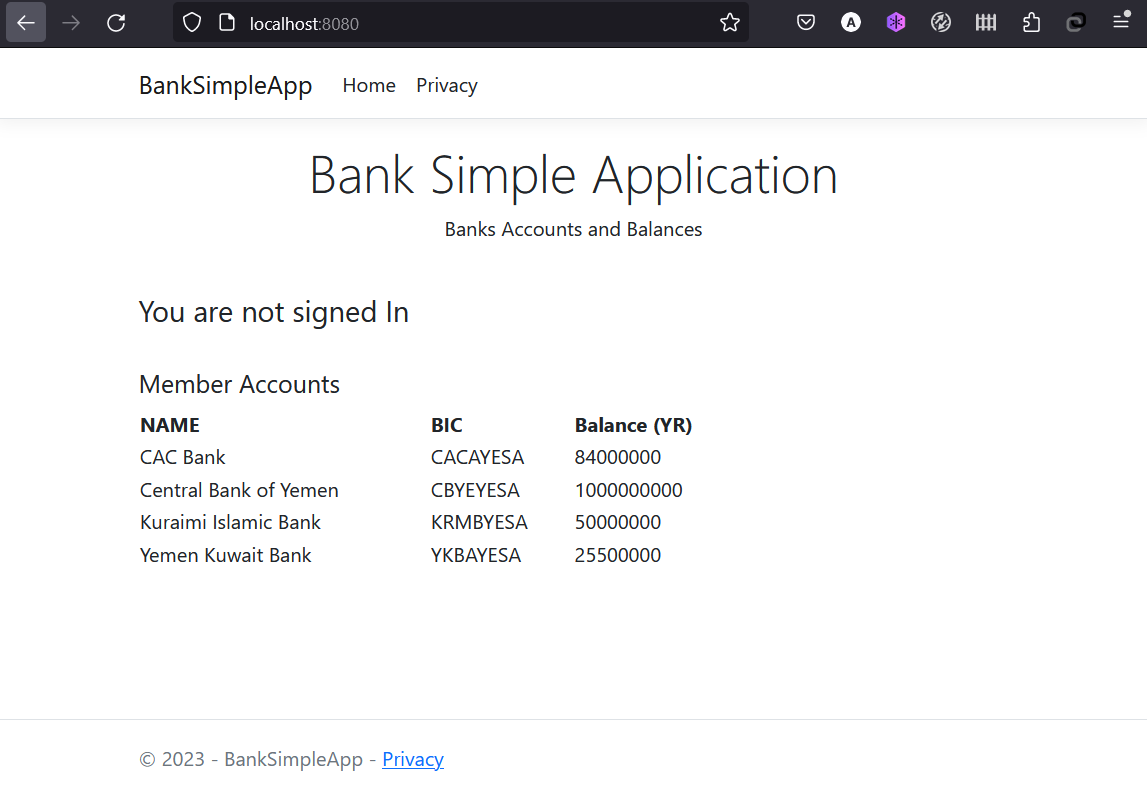 localhost:8080
BankSimpleApp Home Privacy
Bank Simple Application
Banks Accounts and Balances
You are not signed In
Member Accounts
NAME BIC Balance (YR)
CAC Bank CACAYESA 84000000
Central Bank of Yemen CBYEYESA 1000000000
Kuraimi Islamic Bank KRMBYESA 50000000
Yemen Kuwait Bank YKBAYESA 25500000
© 2023 - BankSimpleApp - Privacy